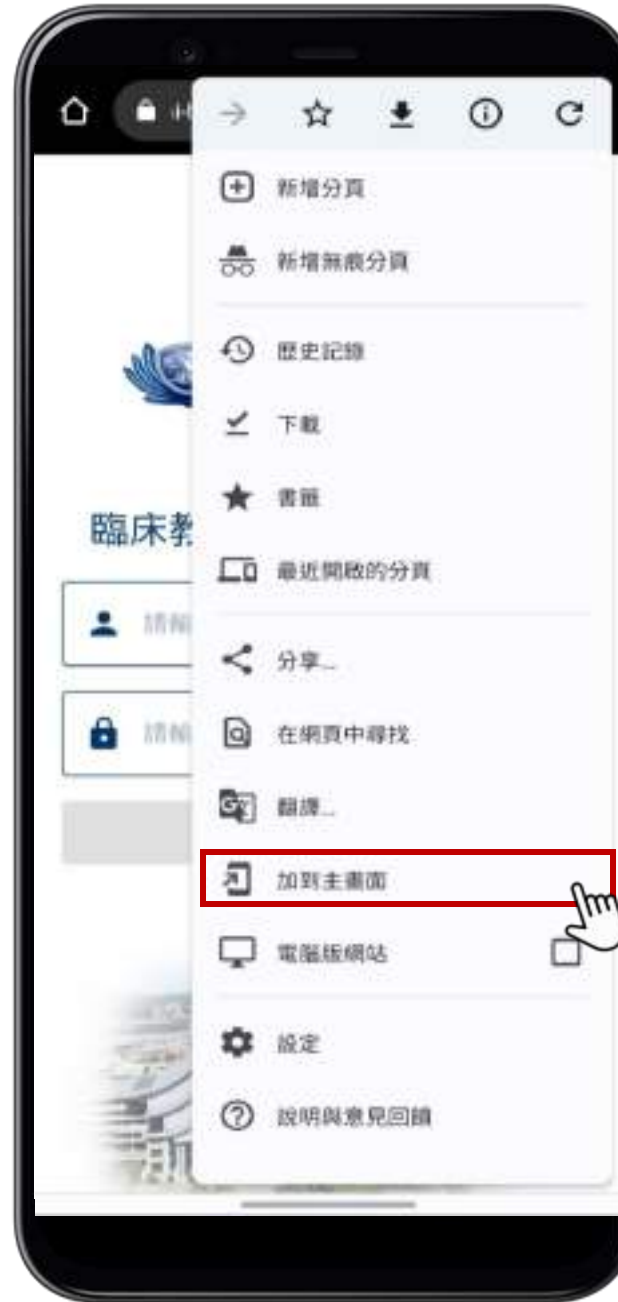 新增分頁
新增無痕分頁
歷史記錄
下載
書籤
臨床教
最近開啟的分頁
分享...
在網頁中尋找
翻譯...
加到主畫面
電腦版網站
設定
說明與意見回饋